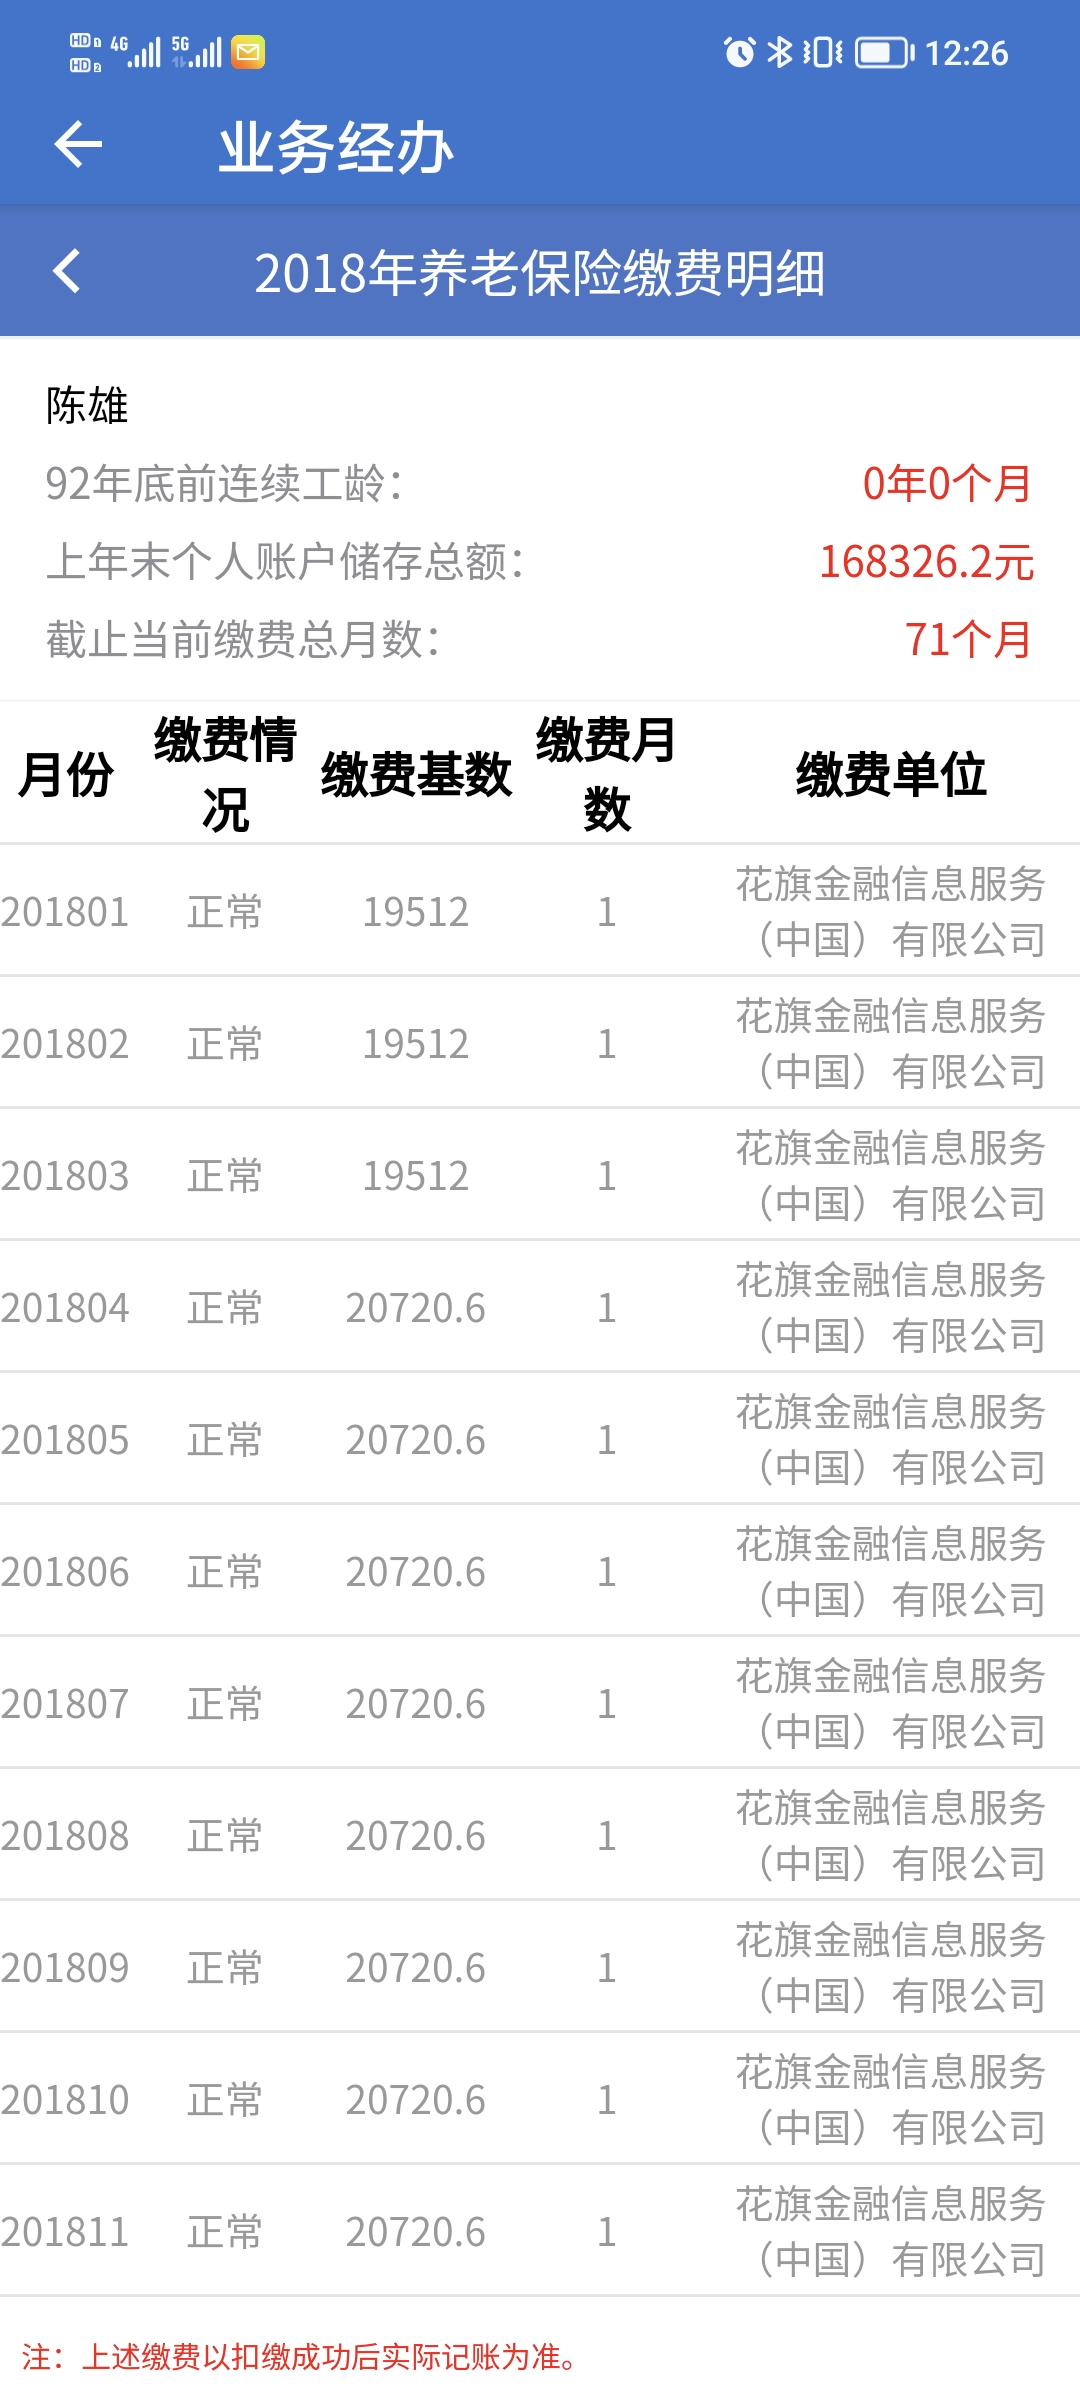 HD 1 4G 5G 12:26
HD 2
业务经办
2018年养老保险缴费明细
陈雄
92年底前连续工龄： 0年0个月
上年末个人账户储存总额： 168326.2元
截止当前缴费总月数： 71个月
月份 缴费情况 缴费基数 缴费月数 缴费单位
201801 正常 19512 1 花旗金融信息服务
（中国）有限公司
201802 正常 19512 1 花旗金融信息服务
（中国）有限公司
201803 正常 19512 1 花旗金融信息服务
（中国）有限公司
201804 正常 20720.6 1 花旗金融信息服务
（中国）有限公司
201805 正常 20720.6 1 花旗金融信息服务
（中国）有限公司
201806 正常 20720.6 1 花旗金融信息服务
（中国）有限公司
201807 正常 20720.6 1 花旗金融信息服务
（中国）有限公司
201808 正常 20720.6 1 花旗金融信息服务
（中国）有限公司
201809 正常 20720.6 1 花旗金融信息服务
（中国）有限公司
201810 正常 20720.6 1 花旗金融信息服务
（中国）有限公司
201811 正常 20720.6 1 花旗金融信息服务
（中国）有限公司
注：上述缴费以扣缴成功后实际记账为准。